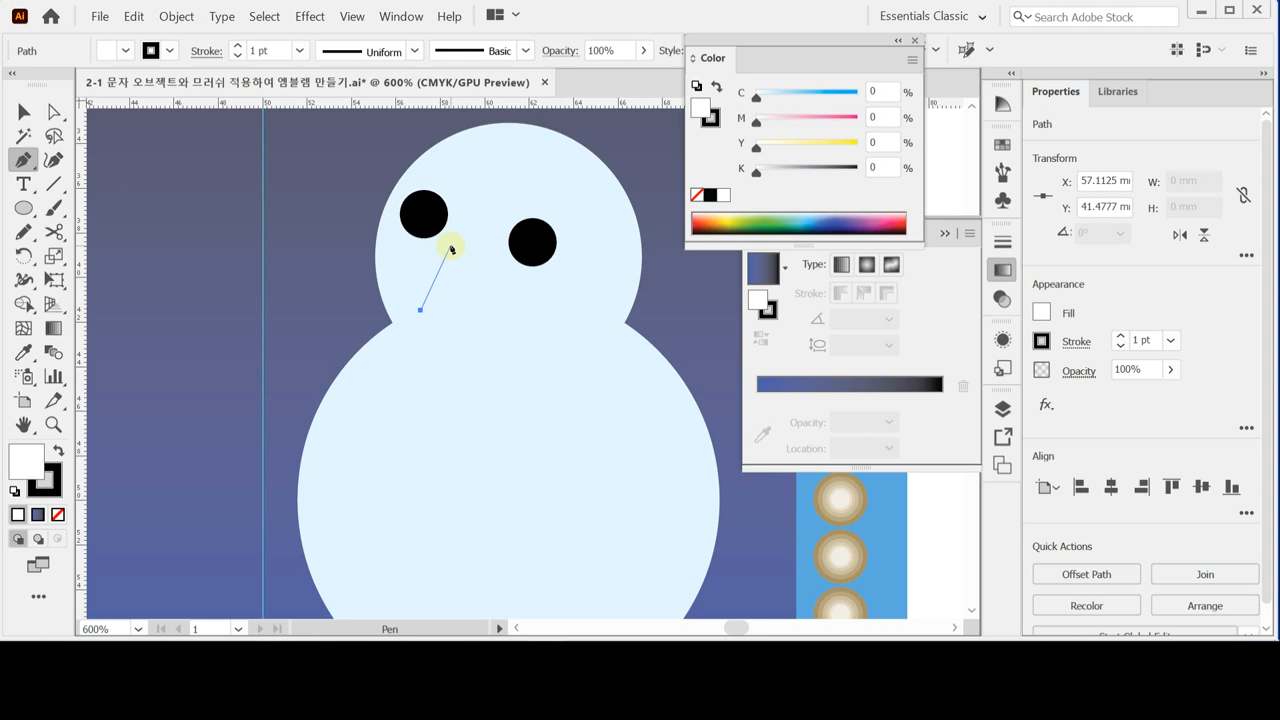 Ai
File Edit Object Type Select Effect View Window Help
Essentials Classic
Search Adobe Stock
Path
Stroke: 1 pt
Uniform
Basic
Opacity: 100%
Style:
2-1 문자 오브젝트와 브러쉬 적용하여 엠블렘 만들기.ai* @ 600% (CMYK/GPU Preview)
Color
C 0 %
M 0 %
Y 0 %
K 0 %
Type:
Stroke:
Opacity:
Location:
Properties
Libraries
Path
Transform
X: 57.1125 m
W: 0 mm
Y: 41.4777 m
H: 0 mm
0°
Appearance
Fill
Stroke 1 pt
Opacity 100%
fx
Align
Quick Actions
Offset Path
Join
Recolor
Arrange
600%
1
Pen